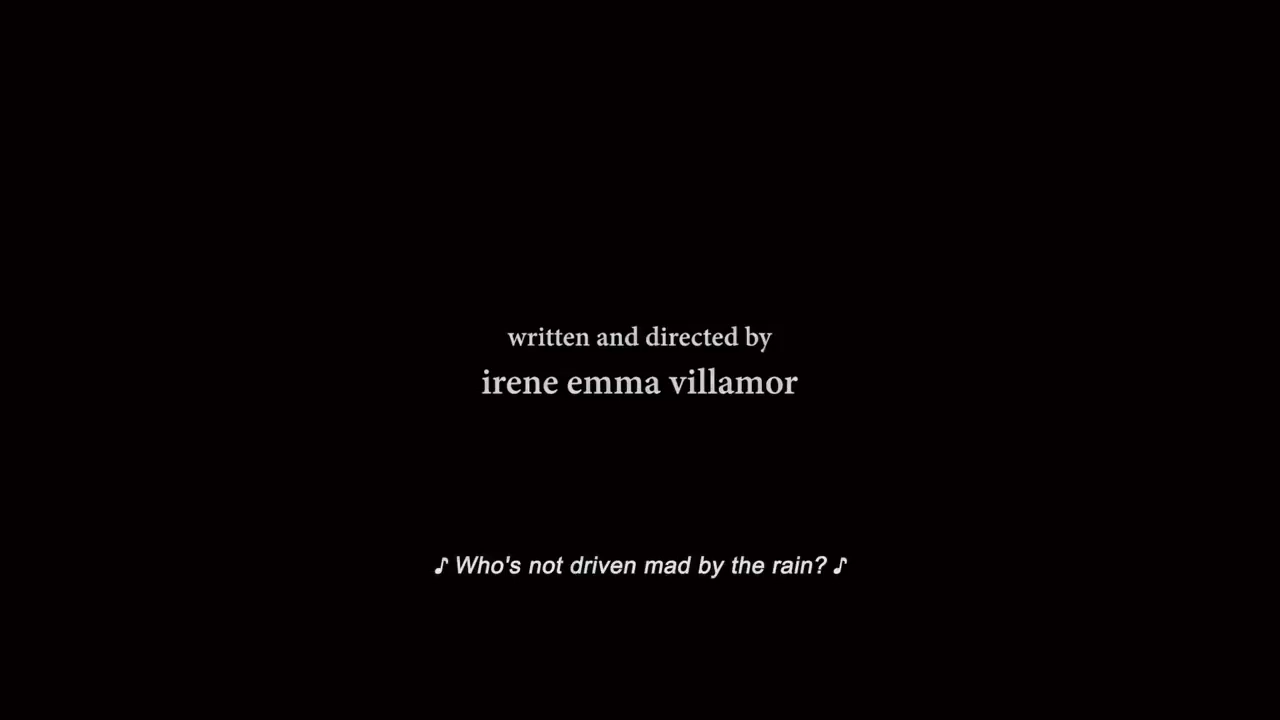 written and directed by
irene emma villamor
♪ Who's not driven mad by the rain? ♪